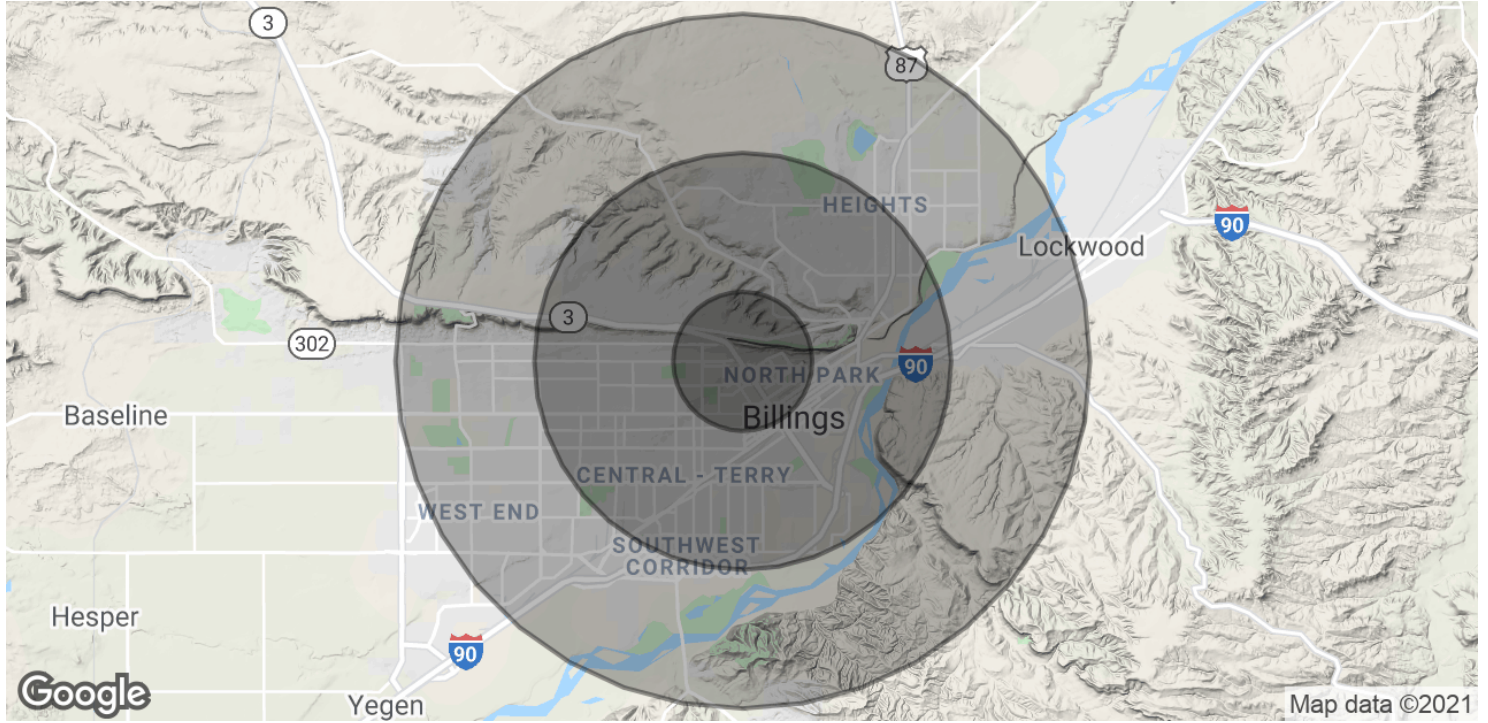 3
87
HEIGHTS
90
Lockwood
3
302
90
NORTH PARK
Baseline
Billings
CENTRAL - TERRY
WEST END
SOUTHWEST
CORRIDOR
Hesper
90
Google
Yegen
Map data ©2021